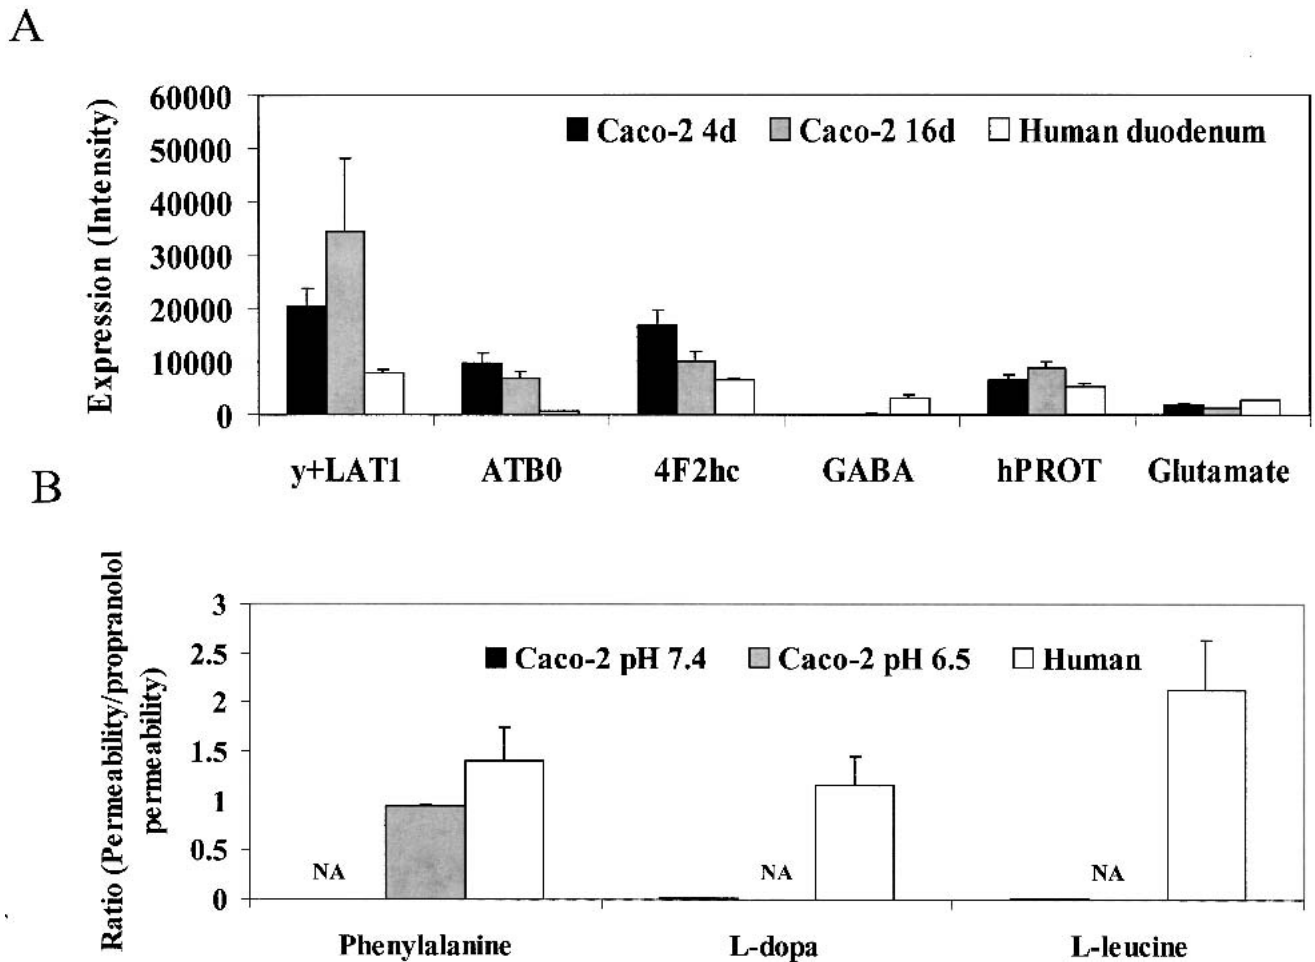 A
Expression (Intensity)
60000
50000
40000
30000
20000
10000
0
Caco-2 4d Caco-2 16d Human duodenum
y+LAT1 ATB0 4F2hc GABA hPROT Glutamate
B
Ratio (Permeability/propranolol
permeability)
3
2.5
2
1.5
1
0.5
0
Caco-2 pH 7.4 Caco-2 pH 6.5 Human
NA NA NA
Phenylalanine L-dopa L-leucine